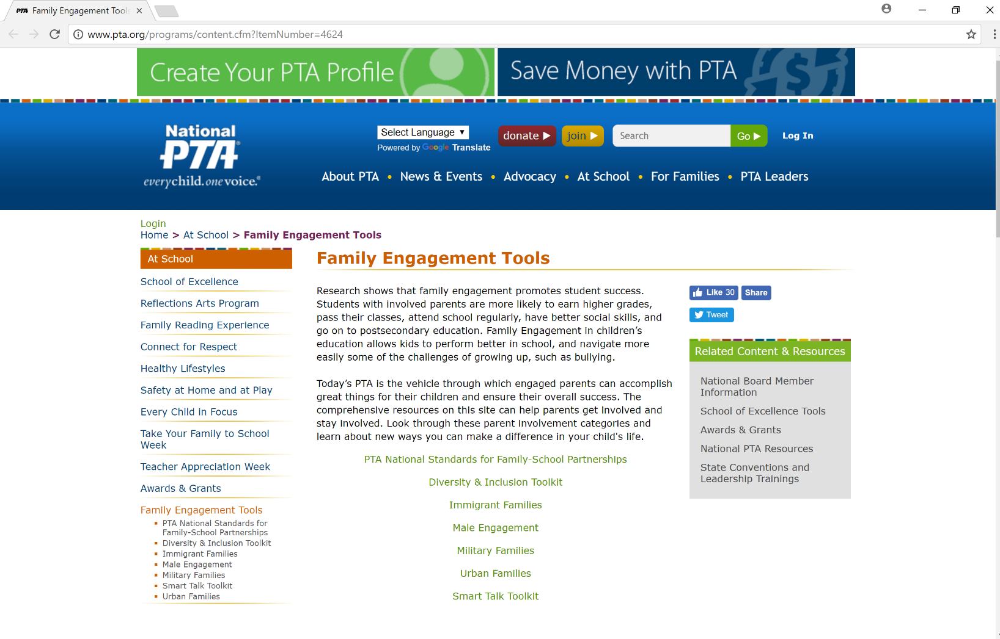 PTA Family Engagement Tools
www.pta.org/programs/content.cfm?ItemNumber=4624
Create Your PTA Profile
Save Money with PTA
National
PTA®
everychild.onevoice.®
Select Language ▼
Powered by Google Translate
donate
join
Search
Go
Log In
About PTA • News & Events • Advocacy • At School • For Families • PTA Leaders
Login
Home > At School > Family Engagement Tools
At School
School of Excellence
Reflections Arts Program
Family Reading Experience
Connect for Respect
Healthy Lifestyles
Safety at Home and at Play
Every Child in Focus
Take Your Family to School
Week
Teacher Appreciation Week
Awards & Grants
Family Engagement Tools
PTA National Standards for
Family-School Partnerships
Diversity & Inclusion Toolkit
Immigrant Families
Male Engagement
Military Families
Smart Talk Toolkit
Urban Families
Family Engagement Tools
Research shows that family engagement promotes student success.
Students with involved parents are more likely to earn higher grades,
pass their classes, attend school regularly, have better social skills, and
go on to postsecondary education. Family Engagement in children’s
education allows kids to perform better in school, and navigate more
easily some of the challenges of growing up, such as bullying.
Today’s PTA is the vehicle through which engaged parents can accomplish
great things for their children and ensure their overall success. The
comprehensive resources on this site can help parents get involved and
stay involved. Look through these parent involvement categories and
learn about new ways you can make a difference in your child's life.
PTA National Standards for Family-School Partnerships
Diversity & Inclusion Toolkit
Immigrant Families
Male Engagement
Military Families
Urban Families
Smart Talk Toolkit
Like 30 Share
Tweet
Related Content & Resources
National Board Member
Information
School of Excellence Tools
Awards & Grants
National PTA Resources
State Conventions and
Leadership Trainings